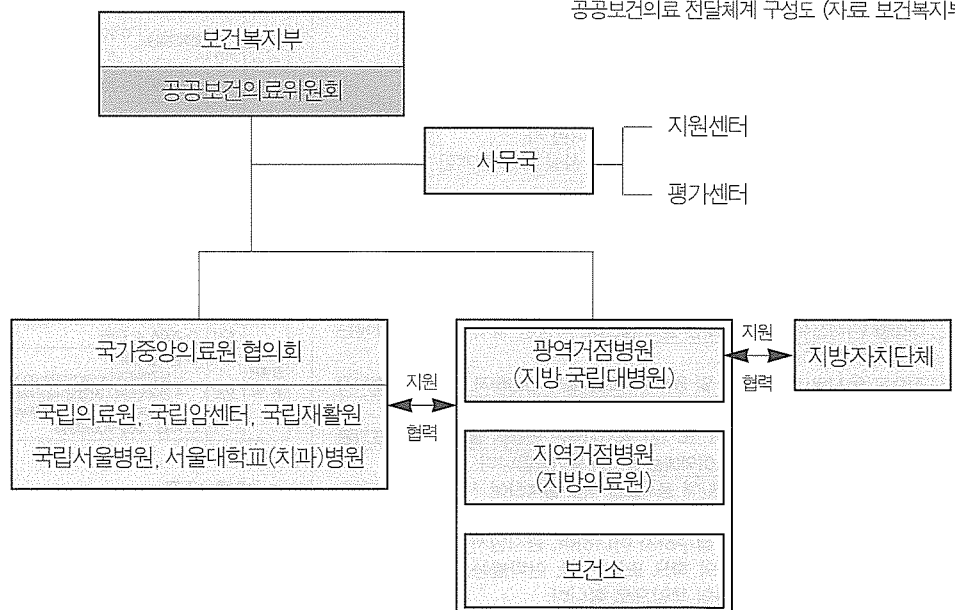 공공보건의료 전달체계 구성도 (자료 보건복지부
보건복지부
공공보건의료위원회
사무국
지원센터
평가센터
국가중앙의료원 협의회
국립의료원, 국립암센터, 국립재활원
국립서울병원, 서울대학교(치과)병원
지원
협력
광역거점병원
(지방 국립대병원)
지역거점병원
(지방의료원)
보건소
지원
협력
지방자치단체